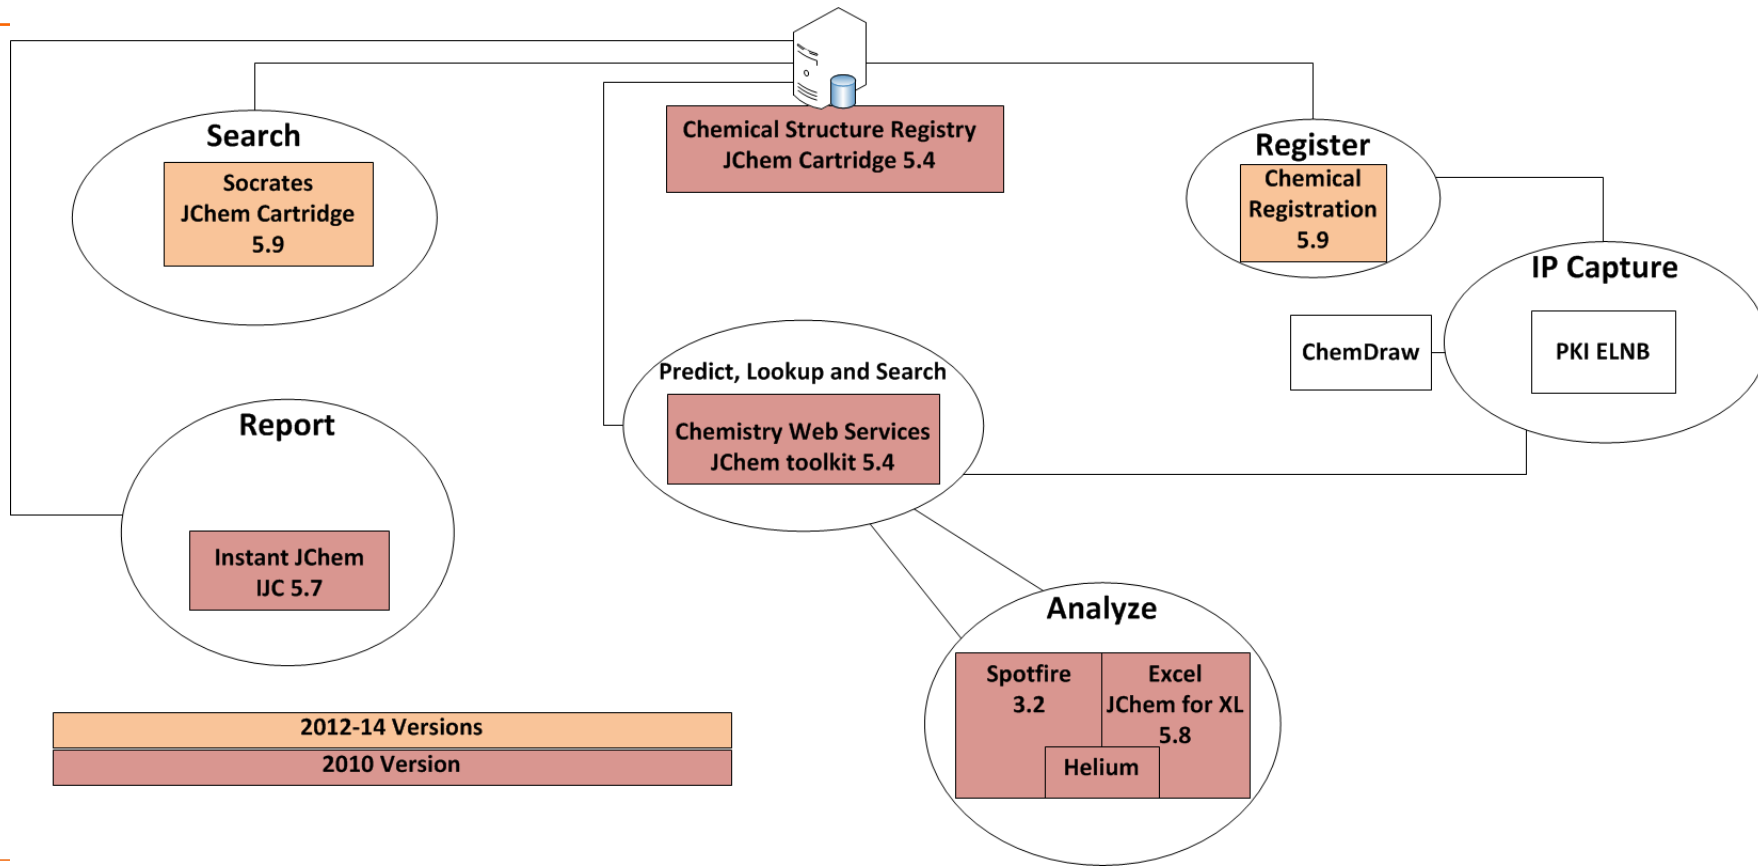 Chemical Structure Registry
JChem Cartridge 5.4
Search
Socrates
JChem Cartridge
5.9
Register
Chemical
Registration
5.9
IP Capture
PKI ELNB
ChemDraw
Predict, Lookup and Search
Chemistry Web Services
JChem toolkit 5.4
Report
Instant JChem
IJC 5.7
Analyze
Spotfire
3.2
Excel
JChem for XL
5.8
Helium
2012-14 Versions
2010 Version